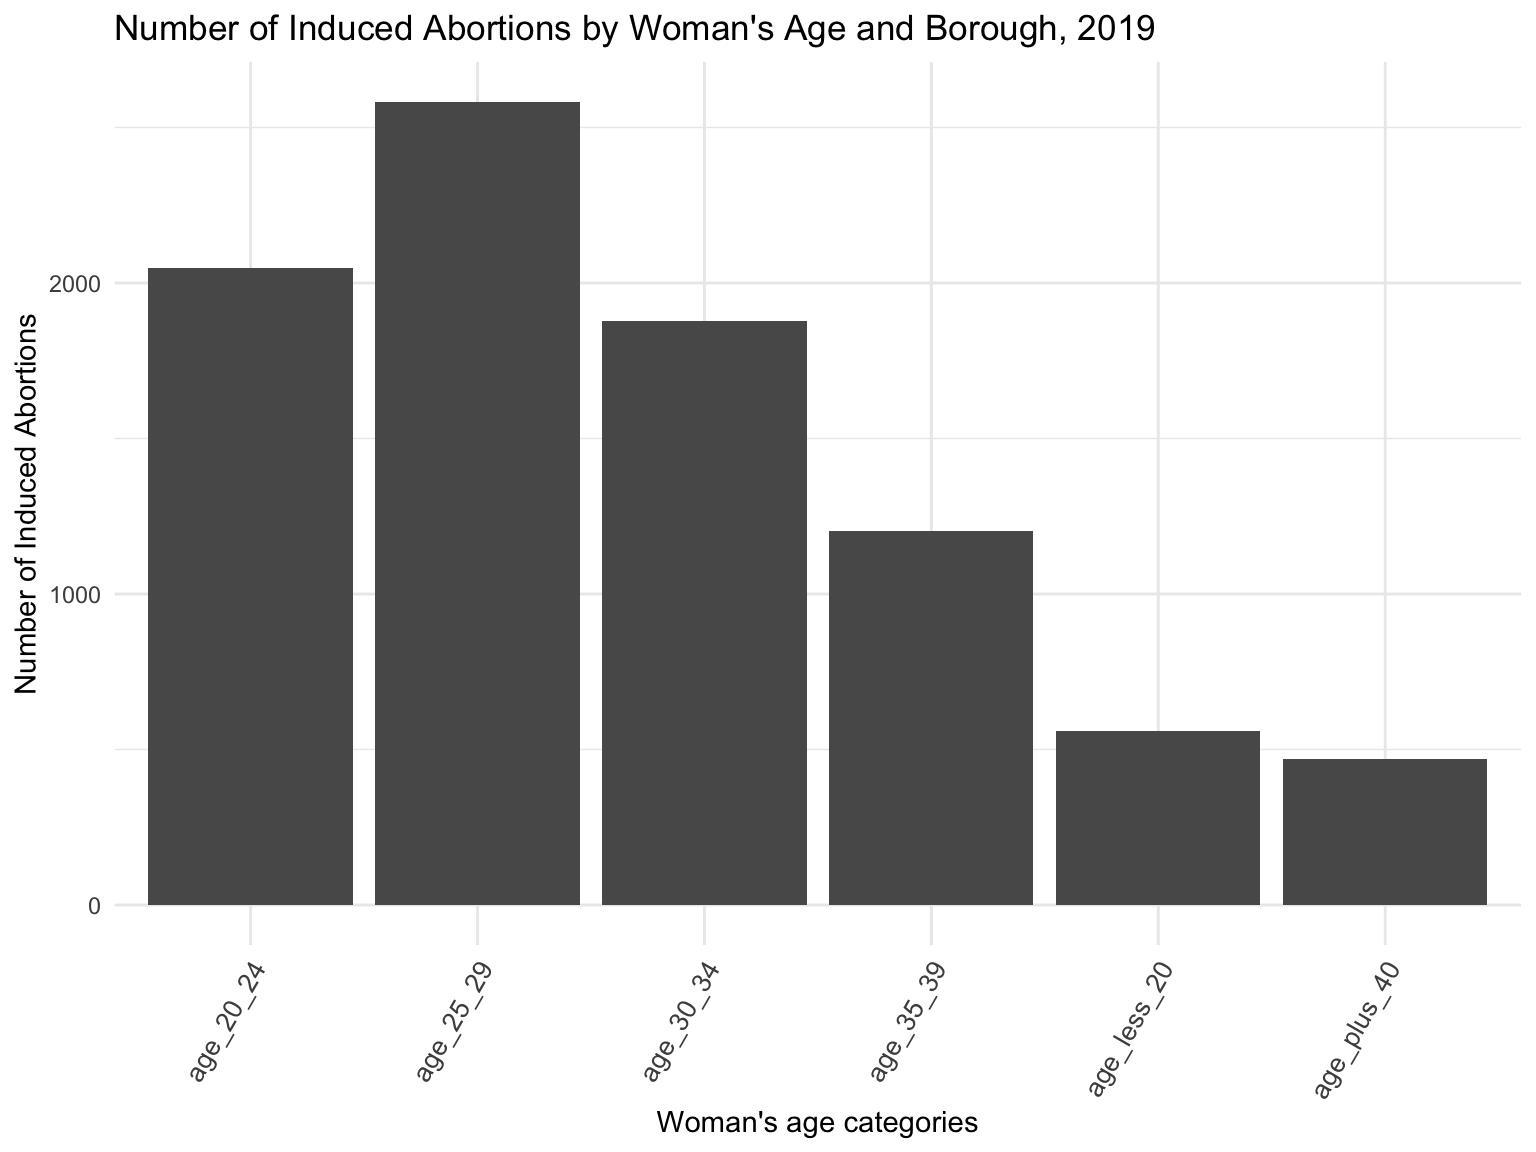 Number of Induced Abortions by Woman's Age and Borough, 2019
Number of Induced Abortions
2000
1000
0
age_20_24
age_25_29
age_30_34
age_35_39
age_less_20
age_plus_40
Woman's age categories